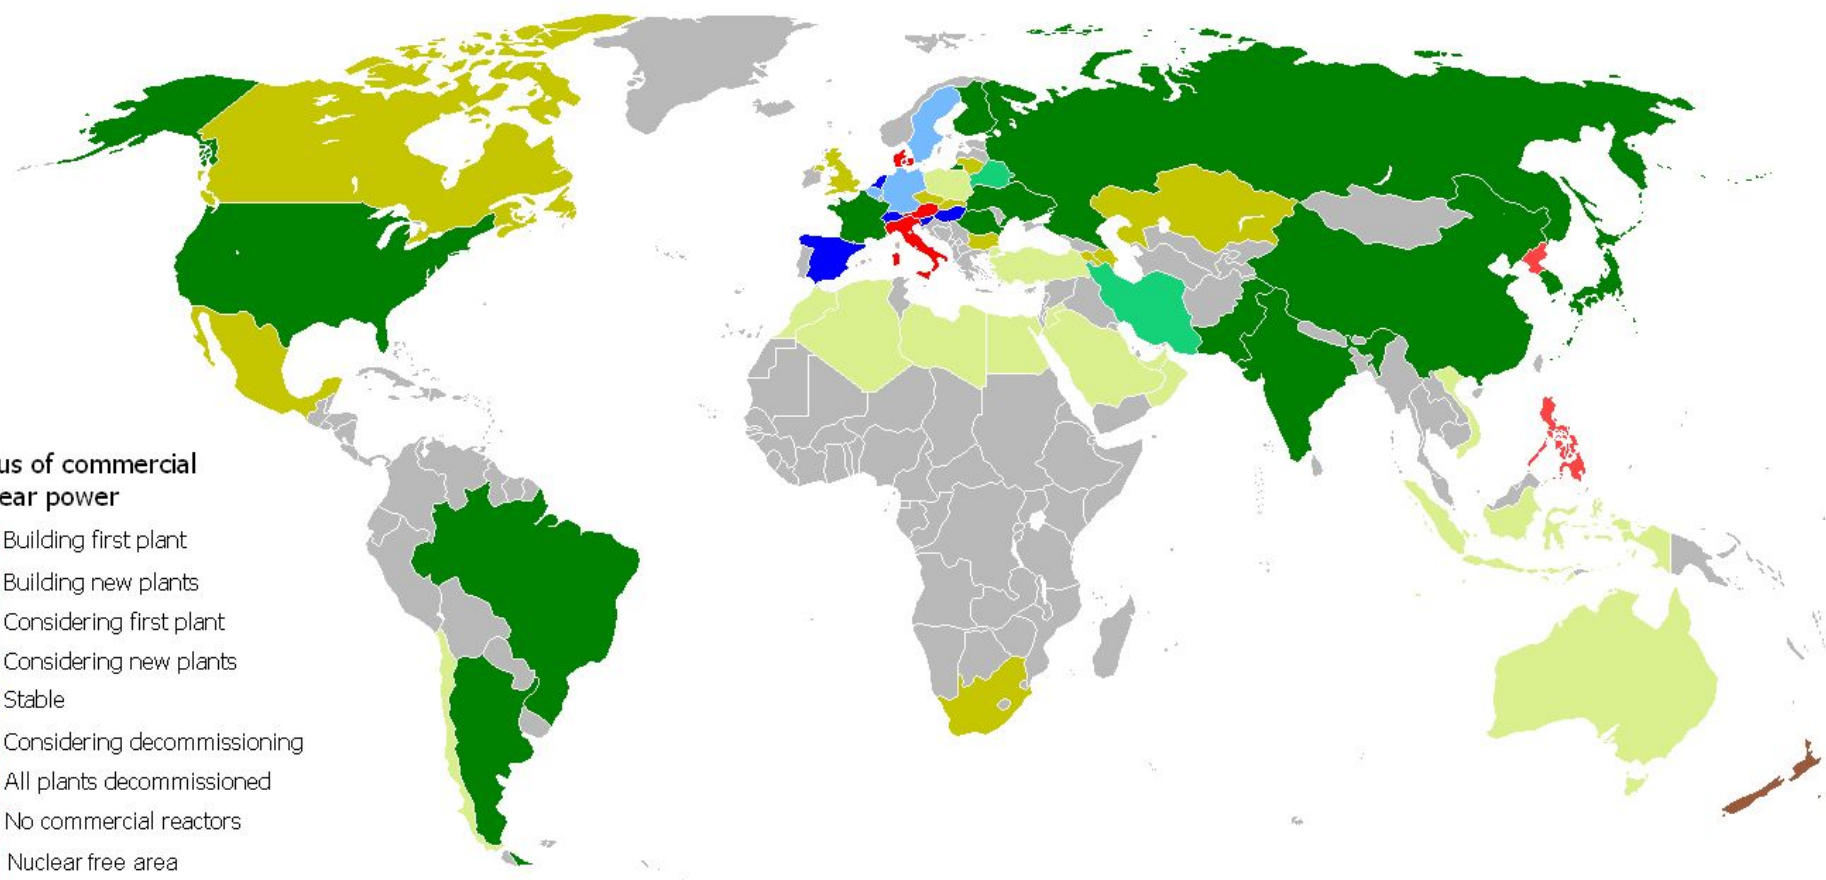 us of commercial
ear power
Building first plant
Building new plants
Considering first plant
Considering new plants
Stable
Considering decommissioning
All plants decommissioned
No commercial reactors
Nuclear free area